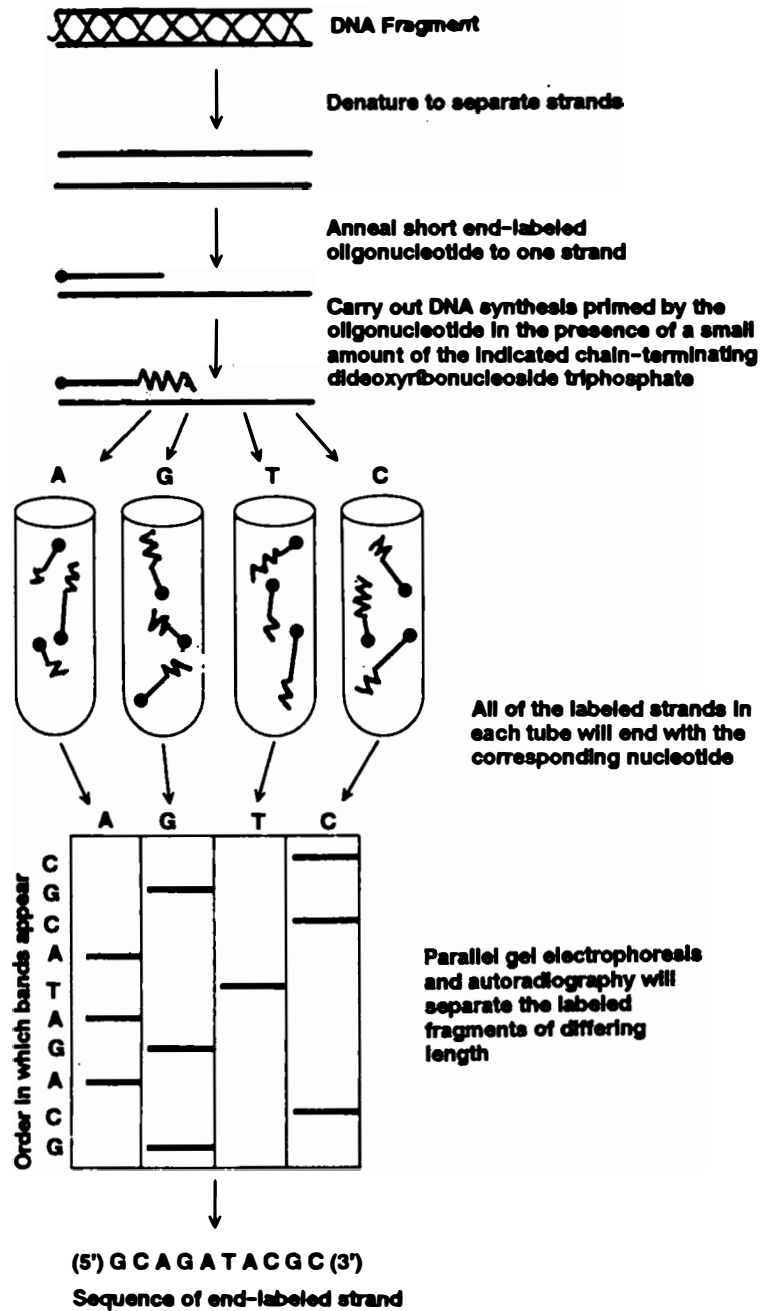 DNA Fragment
Denature to separate strands
Anneal short end-labeled
oligonucleotide to one strand
Carry out DNA synthesis primed by the
oligonucleotide in the presence of a small
amount of the indicated chain-terminating
dideoxyribonucleoside triphosphate
A G T C
All of the labeled strands in
each tube will end with the
corresponding nucleotide
A G T C
Order in which bands appear
C
G
C
A
T
A
G
A
C
G
Parallel gel electrophoresis
and autoradiography will
separate the labeled
fragments of differing
length
(5') G C A G A T A C G C (3')
Sequence of end-labeled strand